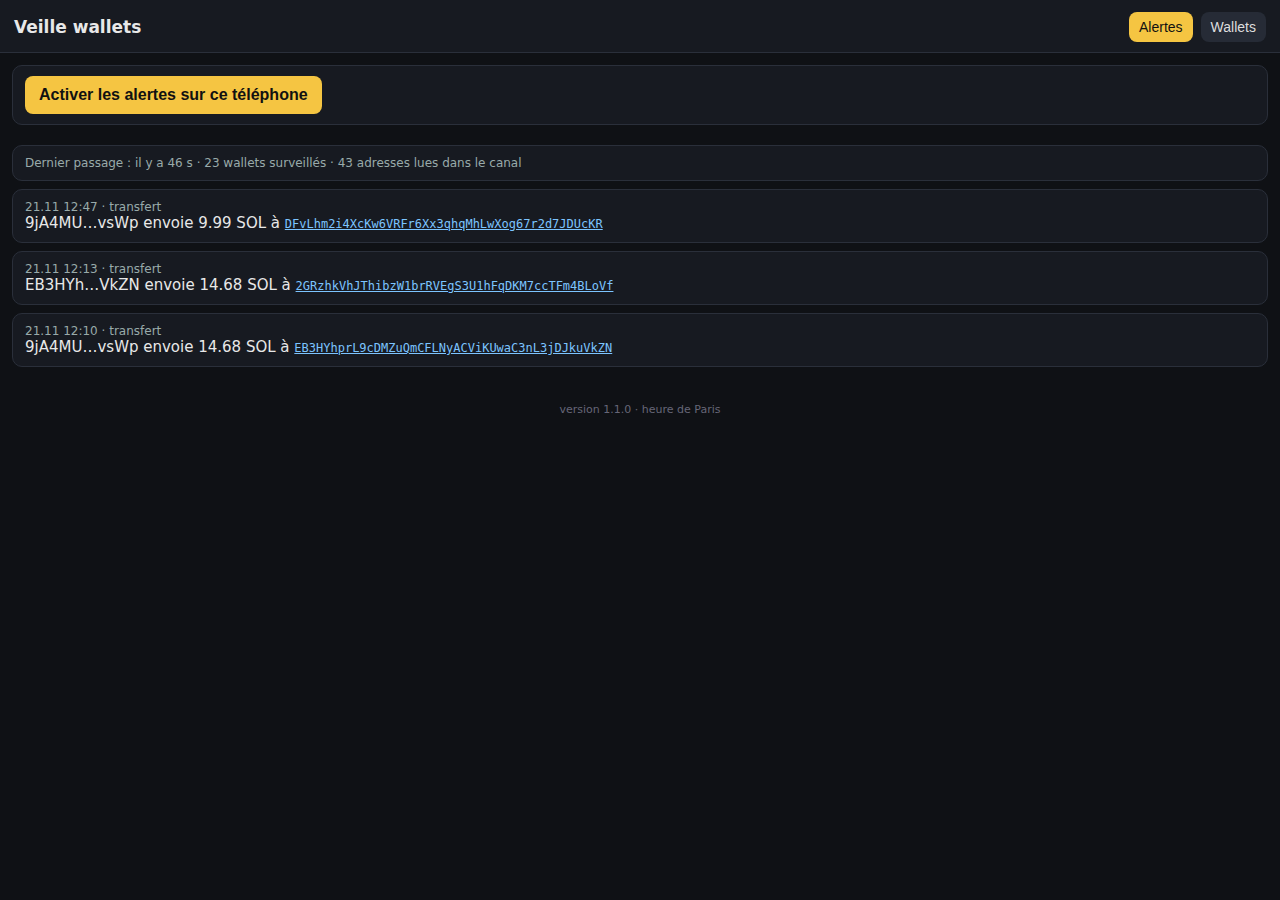 Veille wallets
Alertes
Wallets
Activer les alertes sur ce téléphone
Dernier passage : il y a 46 s · 23 wallets surveillés · 43 adresses lues dans le canal
21.11 12:47 · transfert
9jA4MU…vsWp envoie 9.99 SOL à DFvLhm2i4XcKw6VRFr6Xx3qhqMhLwXog67r2d7JDUcKR
21.11 12:13 · transfert
EB3HYh…VkZN envoie 14.68 SOL à 2GRzhkVhJThibzW1brRVEgS3U1hFqDKM7ccTFm4BLoVf
21.11 12:10 · transfert
9jA4MU…vsWp envoie 14.68 SOL à EB3HYhprL9cDMZuQmCFLNyACViKUwaC3nL3jDJkuVkZN
version 1.1.0 · heure de Paris